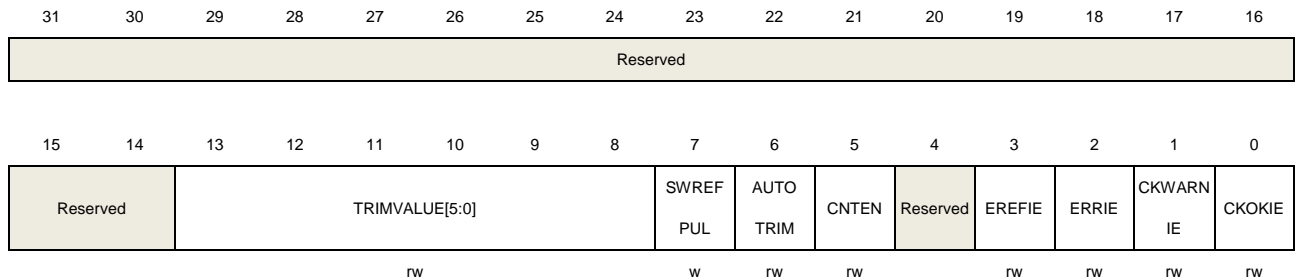 31 30 29 28 27 26 25 24 23 22 21 20 19 18 17 16
Reserved
15 14 13 12 11 10 9 8 7 6 5 4 3 2 1 0
Reserved TRIMVALUE[5:0] SWREF PUL AUTO TRIM CNTEN Reserved EREFIE ERRIE CKWARN IE CKOKIE
rw w rw rw rw rw rw rw